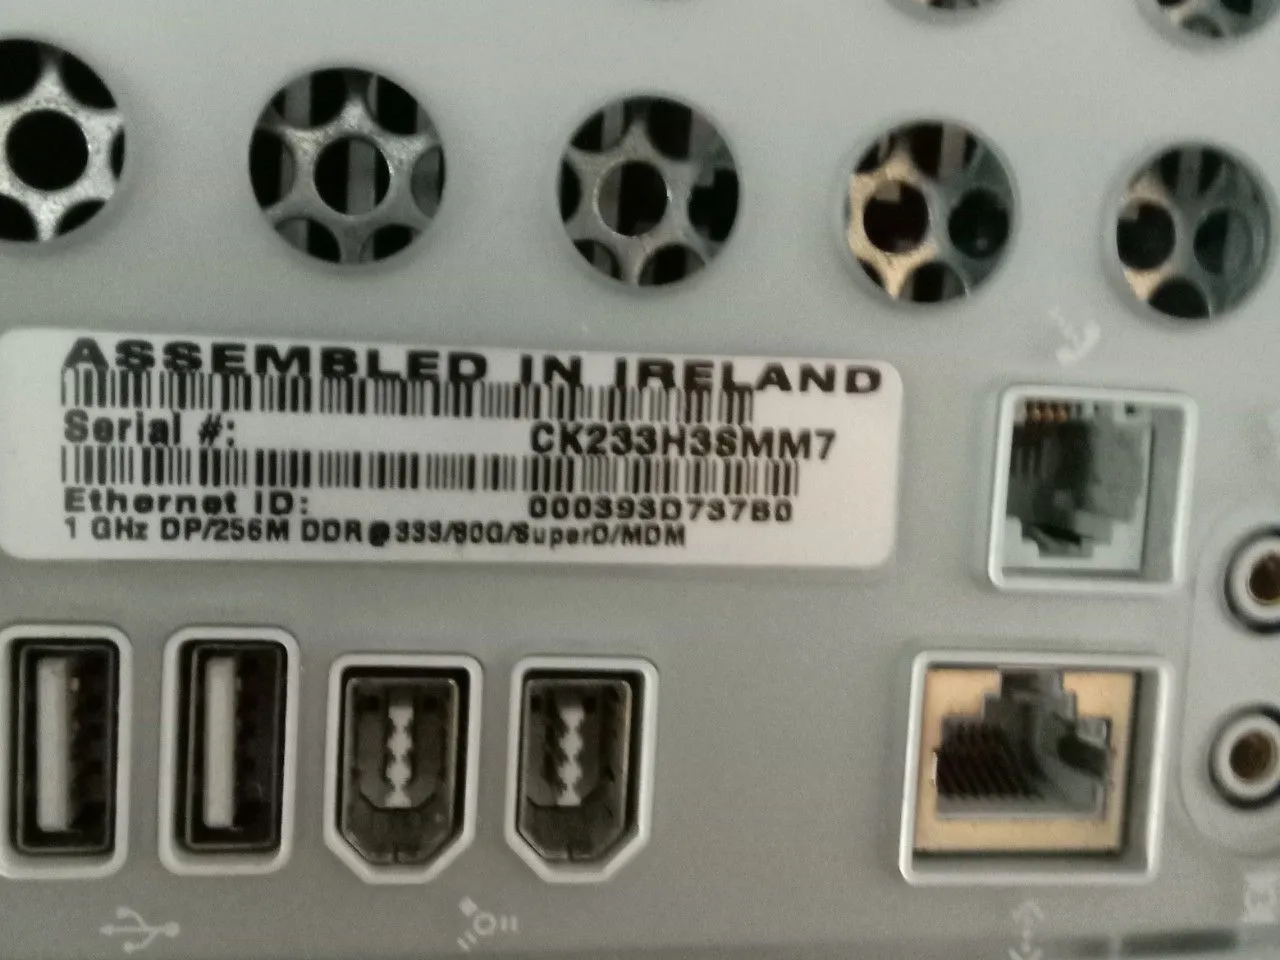 ASSEMBLED IN IRELAND
Serial #: CK233H3SMM7
Ethernet ID: 000393D737B0
1 GHz DP/256M DDR@333/80G/SuperD/MDM